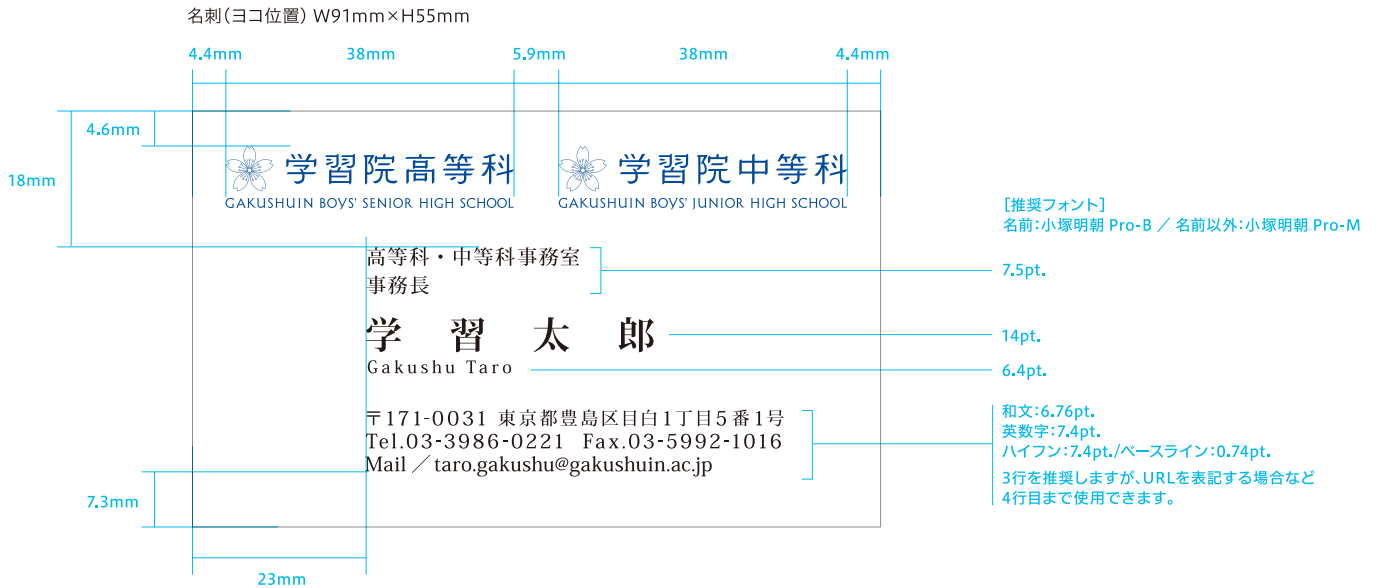 名刺（ヨコ位置） W91mm×H55mm
4.4mm 38mm 5.9mm 38mm 4.4mm
4.6mm
18mm
学習院高等科
GAKUSHUIN BOYS' SENIOR HIGH SCHOOL
学習院中等科
GAKUSHUIN BOYS' JUNIOR HIGH SCHOOL
［推奨フォント］
名前：小塚明朝 Pro-B ／ 名前以外：小塚明朝 Pro-M
高等科・中等科事務室
事務長
7.5pt.
学 習 太 郎
14pt.
Gakushu Taro
6.4pt.
〒171-0031 東京都豊島区目白1丁目5番1号
Tel.03-3986-0221 Fax.03-5992-1016
Mail ／ taro.gakushu@gakushuin.ac.jp
和文：6.76pt.
英数字：7.4pt.
ハイフン：7.4pt./ベースライン：0.74pt.
3行を推奨しますが、URLを表記する場合など
4行目まで使用できます。
7.3mm
23mm